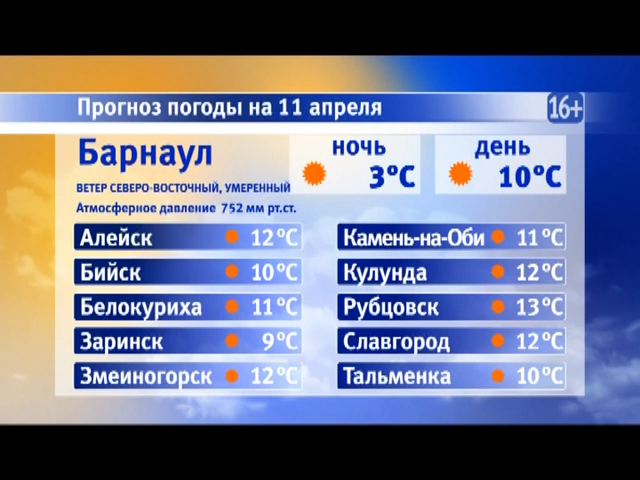 Прогноз погоды на 11 апреля 16+
Барнаул
ночь
3°C
день
10°C
ВЕТЕР СЕВЕРО-ВОСТОЧНЫЙ, УМЕРЕННЫЙ
Атмосферное давление 752 мм рт.ст.
Алейск 12°C
Бийск 10°C
Белокуриха 11°C
Заринск 9°C
Змеиногорск 12°C
Камень-на-Оби 11°C
Кулунда 12°C
Рубцовск 13°C
Славгород 12°C
Тальменка 10°C